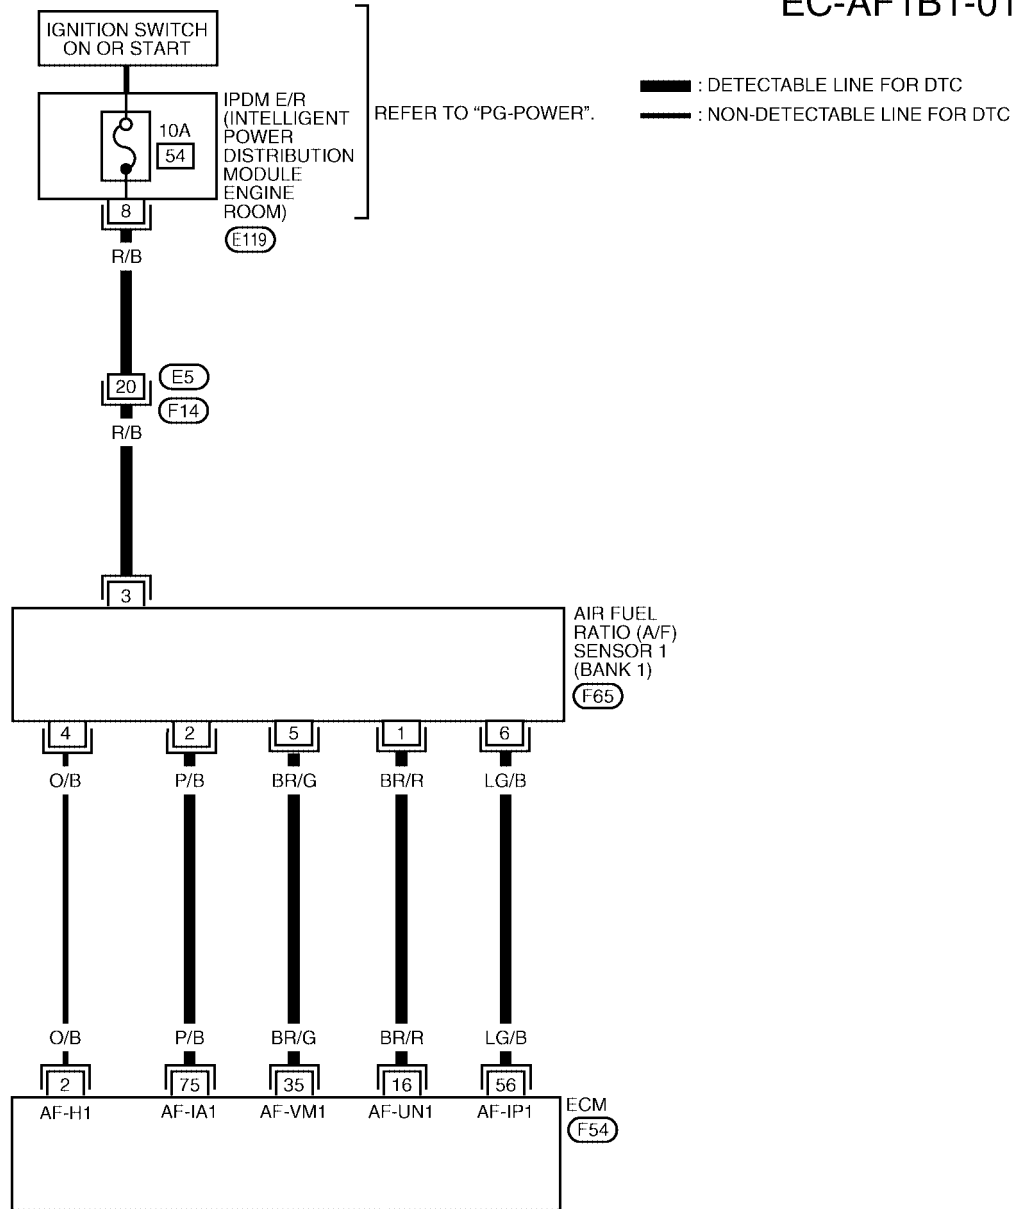 EC-AF1B1-01
IGNITION SWITCH
ON OR START
IPDM E/R
(INTELLIGENT
POWER
DISTRIBUTION
MODULE
ENGINE
ROOM)
E119
10A
54
8
REFER TO “PG-POWER”.
: DETECTABLE LINE FOR DTC
: NON-DETECTABLE LINE FOR DTC
R/B
20
E5
F14
R/B
3
AIR FUEL
RATIO (A/F)
SENSOR 1
(BANK 1)
F65
4 2 5 1 6
O/B P/B BR/G BR/R LG/B
O/B P/B BR/G BR/R LG/B
2 75 35 16 56
AF-H1 AF-IA1 AF-VM1 AF-UN1 AF-IP1
ECM
F54